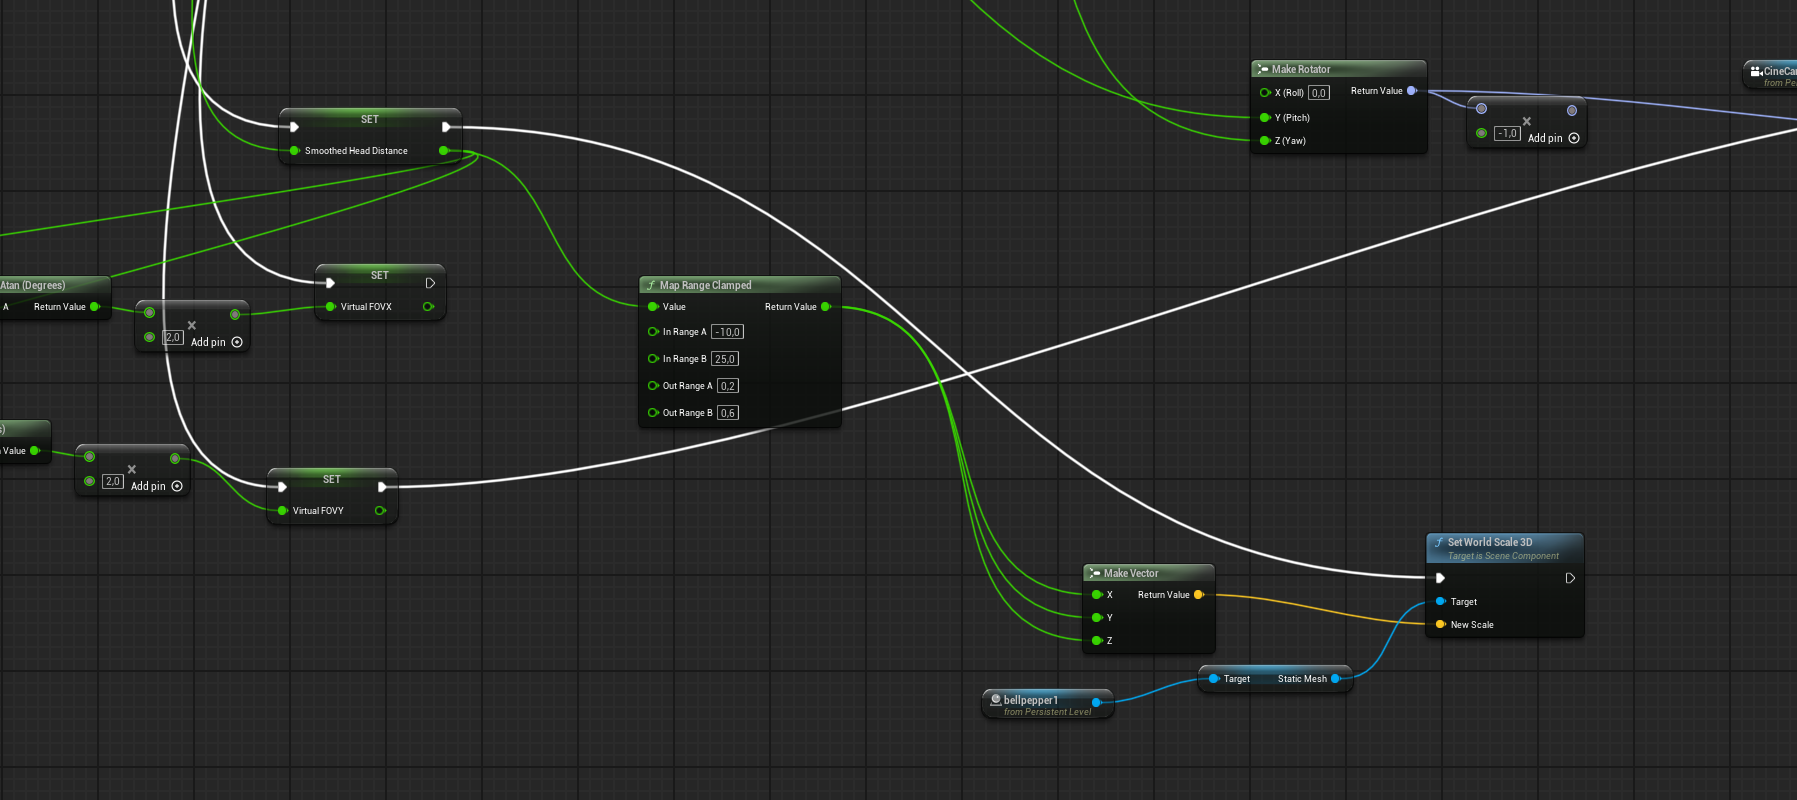 SET
Smoothed Head Distance
Make Rotator
X (Roll) 0,0 Return Value
Y (Pitch)
Z (Yaw)
-1,0 Add pin
Atan (Degrees)
A Return Value
2,0 Add pin
SET
Virtual FOVX
Map Range Clamped
Value Return Value
In Range A -10,0
In Range B 25,0
Out Range A 0,2
Out Range B 0,6
Value
2,0 Add pin
SET
Virtual FOVY
Make Vector
X Return Value
Y
Z
Set World Scale 3D
Target is Scene Component
Target
New Scale
Target Static Mesh
bellpepper1
from Persistent Level